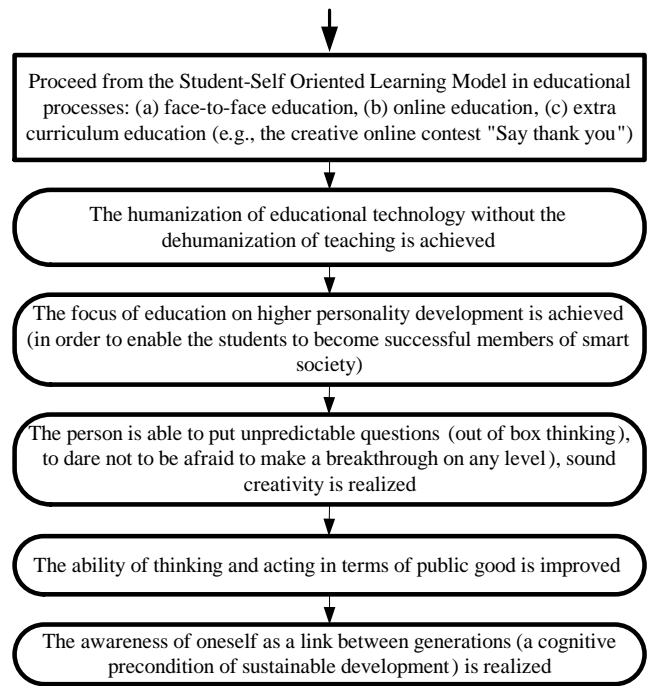 Proceed from the Student-Self Oriented Learning Model in educational
processes: (a) face-to-face education, (b) online education, (c) extra
curriculum education (e.g., the creative online contest "Say thank you")
The humanization of educational technology without the
dehumanization of teaching is achieved
The focus of education on higher personality development is achieved
(in order to enable the students to become successful members of smart
society)
The person is able to put unpredictable questions (out of box thinking),
to dare not to be afraid to make a breakthrough on any level), sound
creativity is realized
The ability of thinking and acting in terms of public good is improved
The awareness of oneself as a link between generations (a cognitive
precondition of sustainable development) is realized